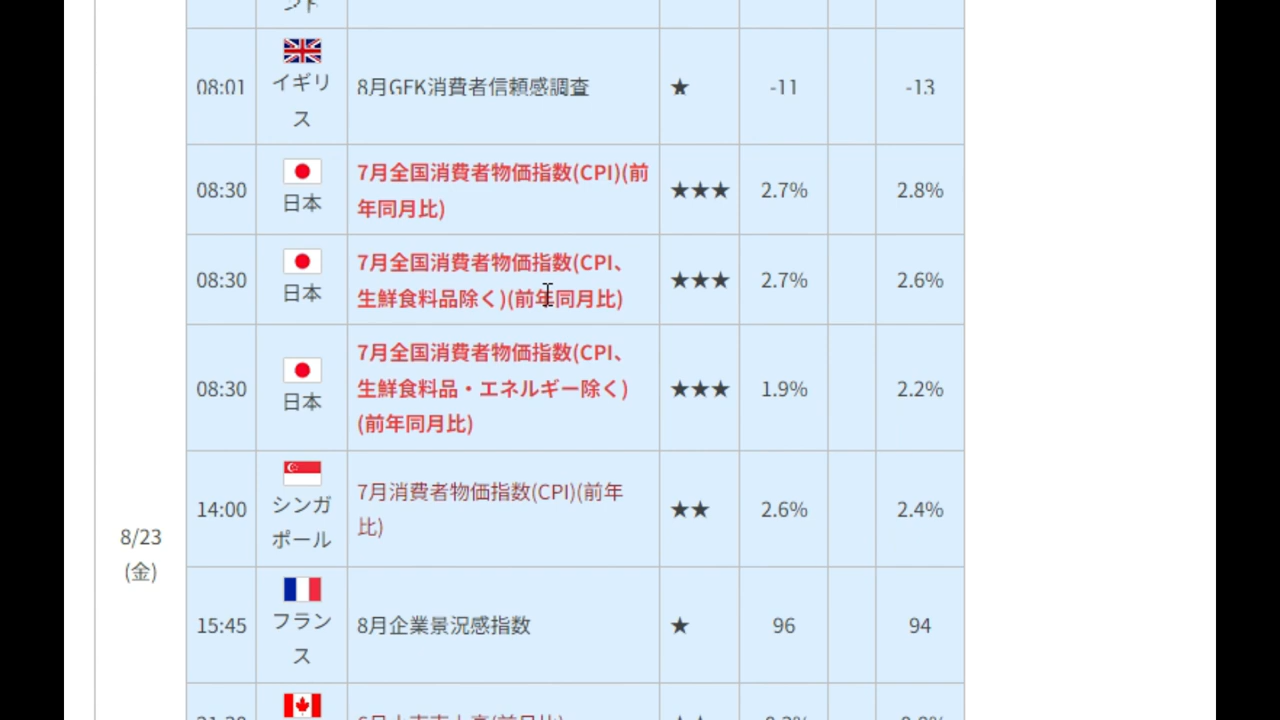 08:01
イギリ
ス
8月GFK消費者信頼感調査
★
-11
-13
08:30
日本
7月全国消費者物価指数(CPI)(前
年同月比)
★★★
2.7%
2.8%
08:30
日本
7月全国消費者物価指数(CPI、
生鮮食料品除く)(前年同月比)
★★★
2.7%
2.6%
08:30
日本
7月全国消費者物価指数(CPI、
生鮮食料品・エネルギー除く)
(前年同月比)
★★★
1.9%
2.2%
8/23
(金)
14:00
シンガ
ポール
7月消費者物価指数(CPI)(前年
比)
★★
2.6%
2.4%
15:45
フラン
ス
8月企業景況感指数
★
96
94